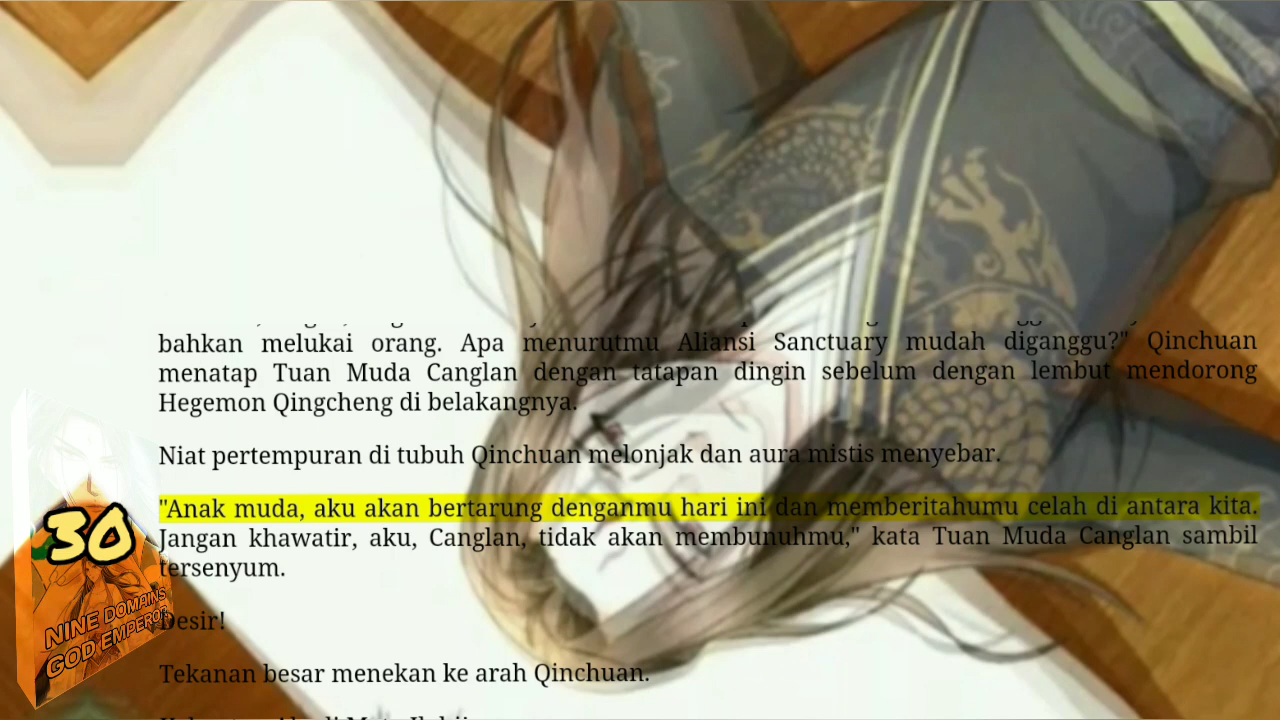 bahkan melukai orang. Apa menurutmu Aliansi Sanctuary mudah diganggu?" Qinchuan
menatap Tuan Muda Canglan dengan tatapan dingin sebelum dengan lembut mendorong
Hegemon Qingcheng di belakangnya.
Niat pertempuran di tubuh Qinchuan melonjak dan aura mistis menyebar.
"Anak muda, aku akan bertarung denganmu hari ini dan memberitahumu celah di antara kita.
Jangan khawatir, aku, Canglan, tidak akan membunuhmu," kata Tuan Muda Canglan sambil
tersenyum.
Desir!
Tekanan besar menekan ke arah Qinchuan.
30
NINE DOMAINS
GOD EMPEROR